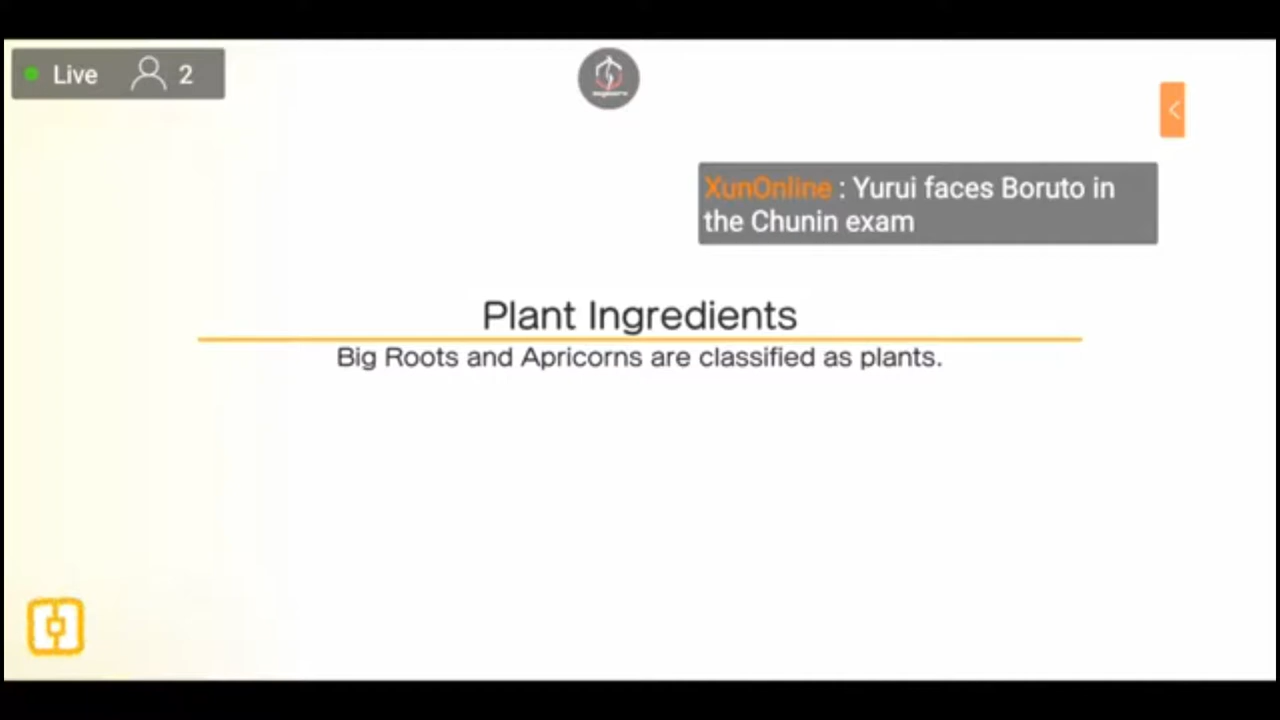 Live 2
XunOnline : Yurui faces Boruto in
the Chunin exam
Plant Ingredients
Big Roots and Apricorns are classified as plants.